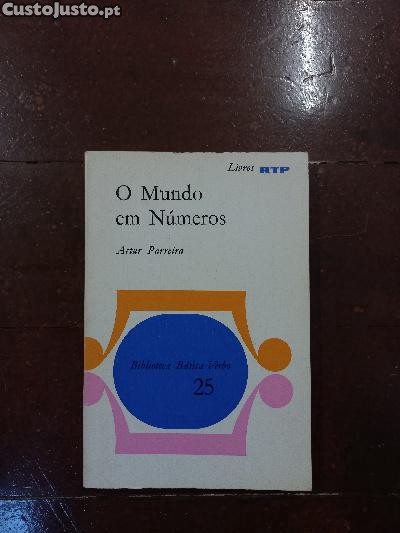 CustoJusto.pt
Livros RTP
O Mundo
em Números
Artur Parreira
Biblioteca Básica Verbo
25